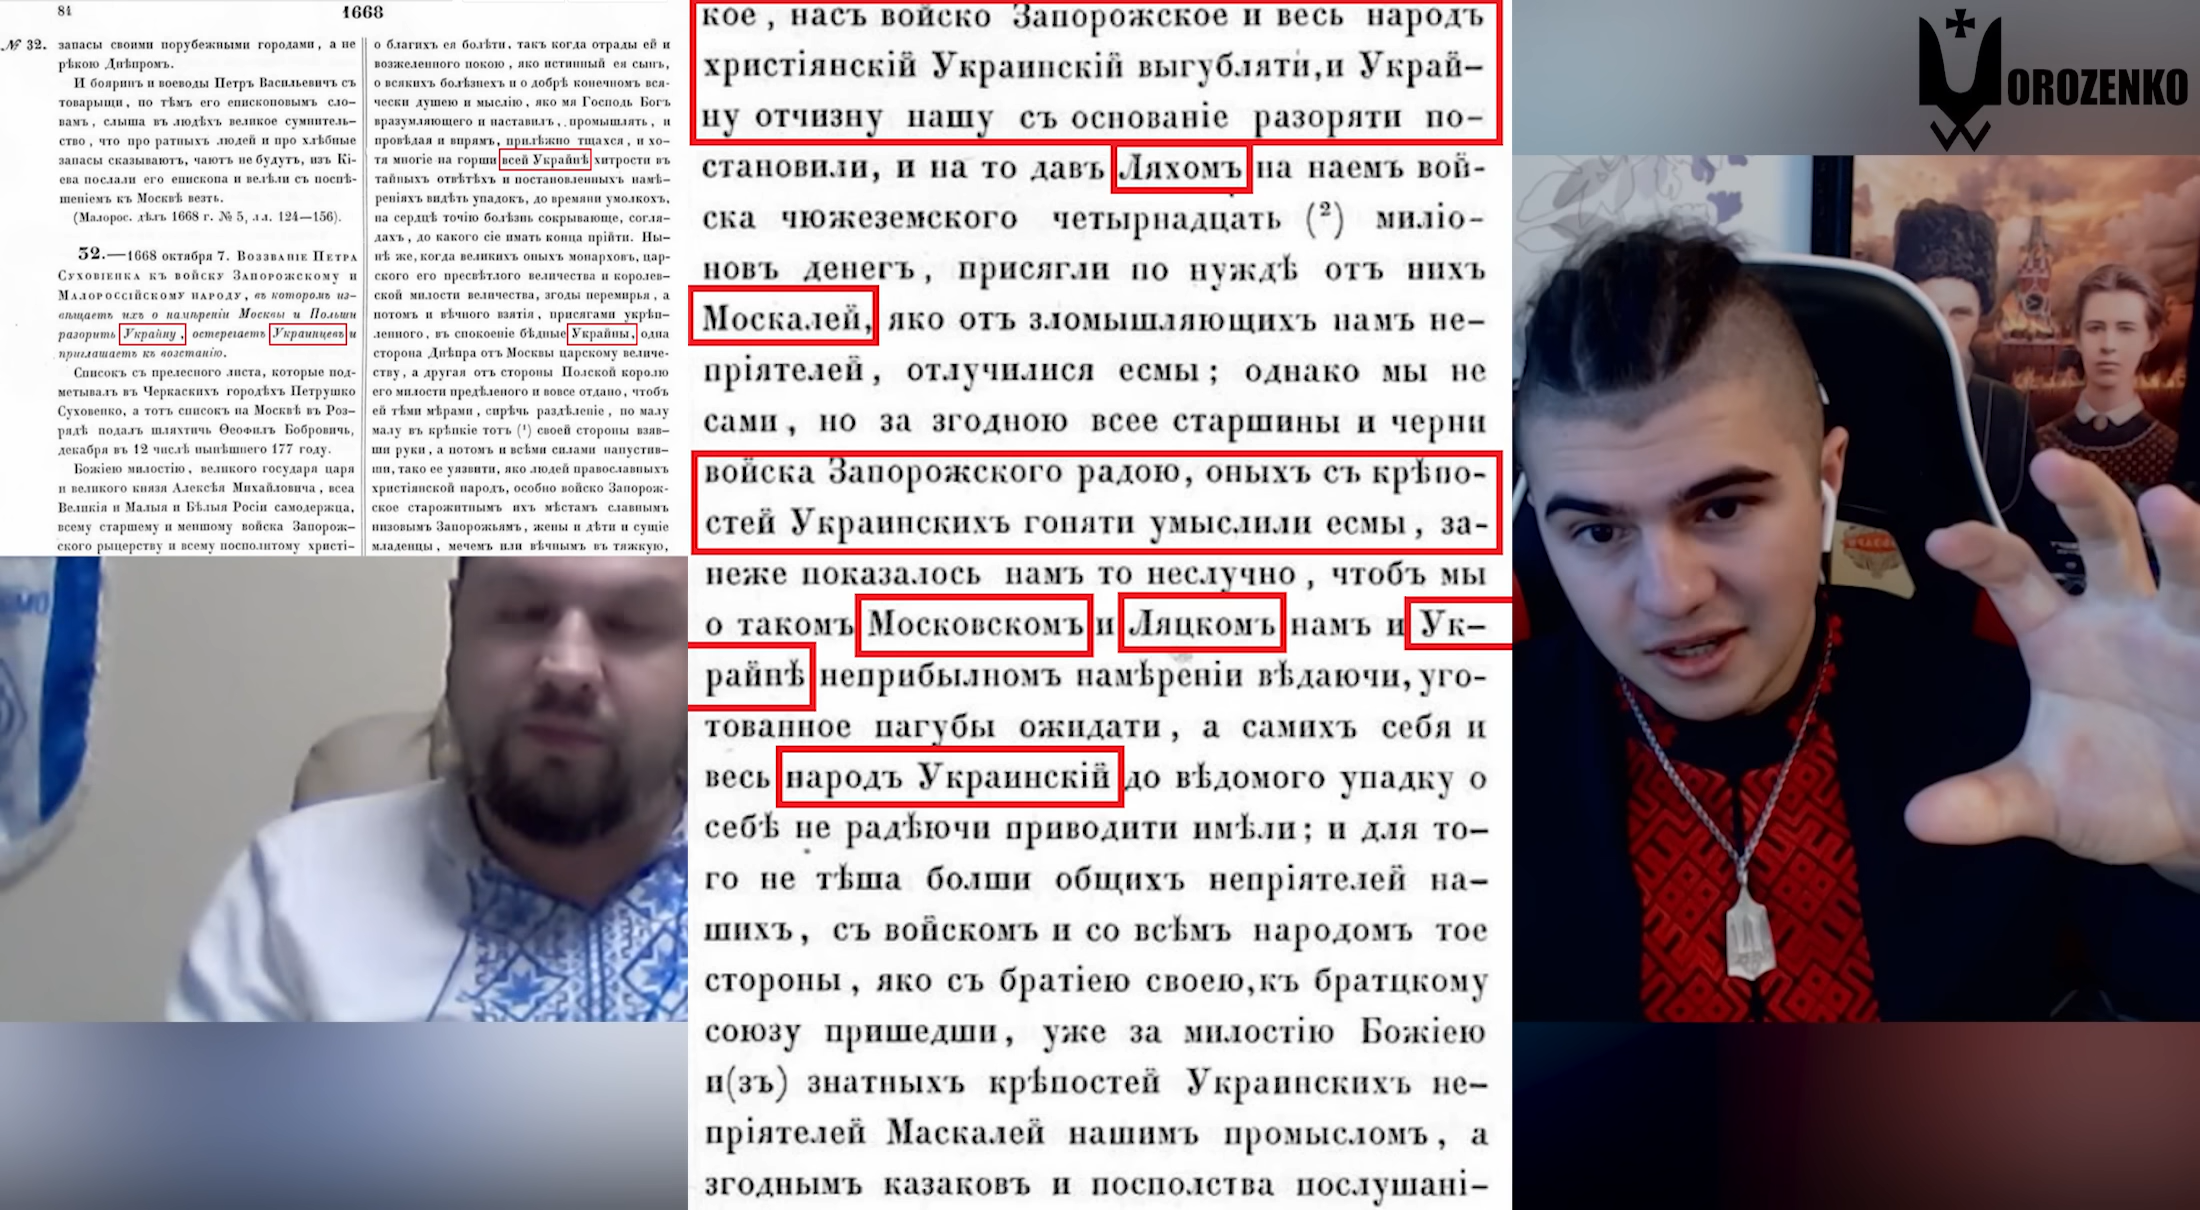 84
1668
№ 32.
запасы своими порубежными городами, а не
рѣкою Днѣпромъ.
И бояринъ и воеводы Петръ Васильевичъ съ
товарыщи, по тѣмъ его епископовымъ сло-
вамъ, слыша въ людѣхъ великое сумнитель-
ство, что про ратныхъ людей и про хлѣбные
запасы сказываютъ, чаютъ не будутъ, изъ Кі-
ева послали его епископа и велѣли съ поспѣ-
шеніемъ къ Москвѣ везть.
(Малорос. дѣлъ 1668 г. № 5, лл. 124—156).
32.—1668 октября 7. Воззваніе Петра
Суховіенка къ войску Запорожскому и
Малороссійскому народу, въ которомъ из-
вѣщаетъ ихъ о намѣреніи Москвы и Польши
разорить Украйну, остерегаетъ Украинцевъ и
приглашаетъ къ возстанію.
Списокъ съ прелесного листа, которые под-
метывалъ въ Черкаскихъ городѣхъ Петрушко
Суховенко, а тотъ списокъ на Москвѣ въ Роз-
рядѣ подалъ шляхтичь Ѳеофилъ Бобровичь,
декабря въ 12 числѣ нынѣшнего 177 году.
Божіею милостію, великого государя царя
и великого князя Алексѣя Михайловича, всеа
Великія и Малыя и Бѣлыя Росіи самодержца,
всему старшему и меншому войска Запорож-
ского рыцерству и всему посполитому христі-
о благихъ ея болѣти, такъ когда отрады ей и
возжеленного покою, яко истинный ея сынъ,
о всякихъ болѣзнехъ и о добрѣ конечномъ вся-
чески душею и мыслію, яко мя Господь Богъ
вразумляющего и наставилъ, промышлять, и
провѣдая и впрямъ, прилѣжно тщахся, и хо-
тя многіе на горши всей Украйнѣ хитрости въ
тайныхъ отвѣтѣхъ и постановленныхъ намѣ-
реніяхъ видѣть упадокъ, до времяни умолкохъ,
на сердцѣ точію болѣзнь сокрывающе, согля-
дахъ, до какого сіе имать конца прійти. Ны-
нѣ же, когда великихъ оныхъ монарховъ, цар-
ского его пресвѣтлого величества и королев-
ской милости величества, згоды перемирья, а
потомъ и вѣчного взятія, присягами укрѣп-
ленного, въ спокоеніе бѣдные Украйны, одна
сторона Днѣпра отъ Москвы царскому величе-
ству, а другая отъ стороны Полской королю
его милости предѣленого и вовсе отдано, чтобъ
ей тѣми мѣрами, сирѣчь раздѣленіе, по малу
малу въ крѣпкіе тотъ (¹) своей стороны взяв-
ши руки, а потомъ и всѣми силами напустив-
ши, тако ее уязвити, яко людей православныхъ
христіянской народъ, особно войско Запорож-
ское старожитнымъ ихъ мѣстамъ славнымъ
низовымъ Запорожьямъ, жены и дѣти и сущіе
младенцы, мечемъ или вѣчнымъ въ тяжкую,
кое, насъ войско Запорожское и весь народъ
христіянскій Украинскій выгубляти, и Украй-
ну отчизну нашу съ основаніе разоряти по-
становили, и на то давъ Ляхомъ на наемъ вой-
ска чюжеземского четырнадцать (²) миліо-
новъ денегъ, присягли по нуждѣ отъ нихъ
Москалей, яко отъ зломышляющихъ намъ не-
пріятелей, отлучилися есмы; однако мы не
сами, но за згодною всее старшины и черни
войска Запорожского радою, оныхъ съ крѣпо-
стей Украинскихъ гоняти умыслили есмы, за-
неже показалось намъ то неслучно, чтобъ мы
о такомъ Московскомъ и Ляцкомъ намъ и Ук-
райнѣ неприбылномъ намѣреніи вѣдаючи, уго-
тованное пагубы ожидати, а самихъ себя и
весь народъ Украинскій до вѣдомого упадку о
себѣ не радѣючи приводити имѣли; и для то-
го не тѣша болши общихъ непріятелей на-
шихъ, съ войскомъ и со всѣмъ народомъ тое
стороны, яко съ братіею своею, къ братцкому
союзу пришедши, уже за милостію Божіею
и(зъ) знатныхъ крѣпостей Украинскихъ не-
пріятелей Маскалей нашимъ промысломъ, а
згоднымъ казаковъ и посполства послушані-
OROZENKO